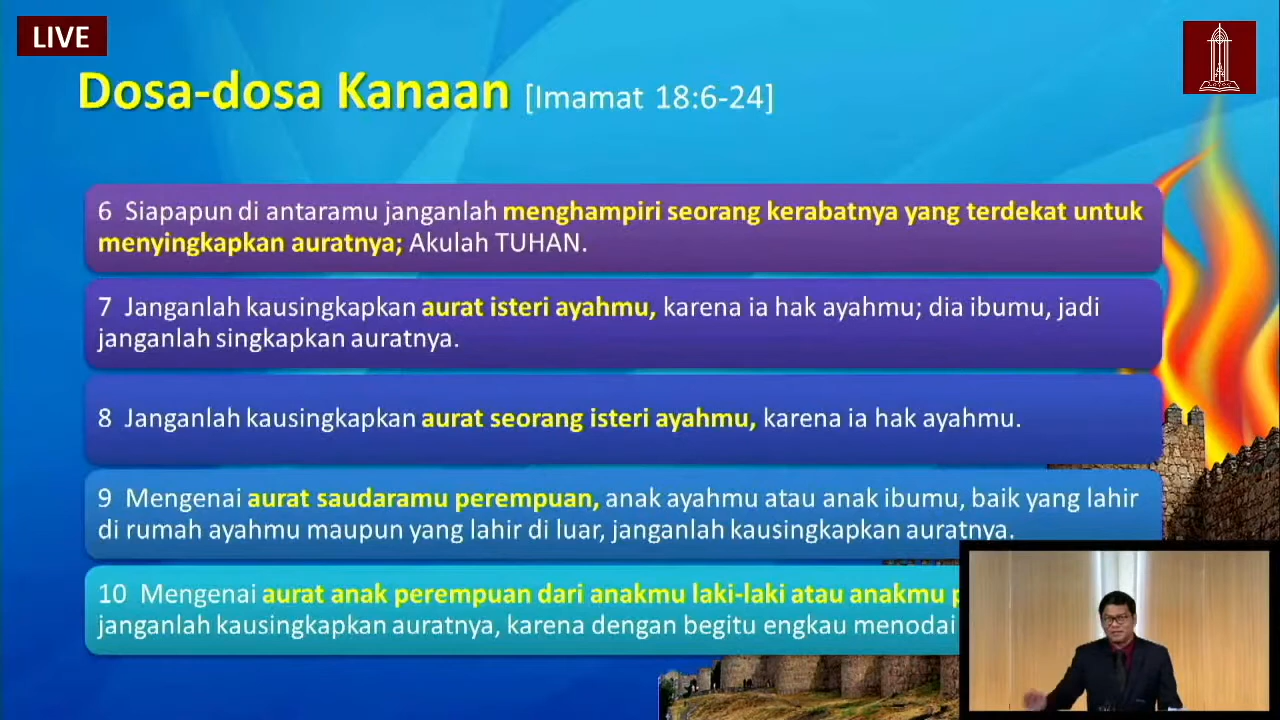 LIVE
Dosa-dosa Kanaan [Imamat 18:6-24]
6 Siapapun di antaramu janganlah menghampiri seorang kerabatnya yang terdekat untuk
menyingkapkan auratnya; Akulah TUHAN.
7 Janganlah kausingkapkan aurat isteri ayahmu, karena ia hak ayahmu; dia ibumu, jadi
janganlah singkapkan auratnya.
8 Janganlah kausingkapkan aurat seorang isteri ayahmu, karena ia hak ayahmu.
9 Mengenai aurat saudaramu perempuan, anak ayahmu atau anak ibumu, baik yang lahir
di rumah ayahmu maupun yang lahir di luar, janganlah kausingkapkan auratnya.
10 Mengenai aurat anak perempuan dari anakmu laki-laki atau anakmu
janganlah kausingkapkan auratnya, karena dengan begitu engkau menodai